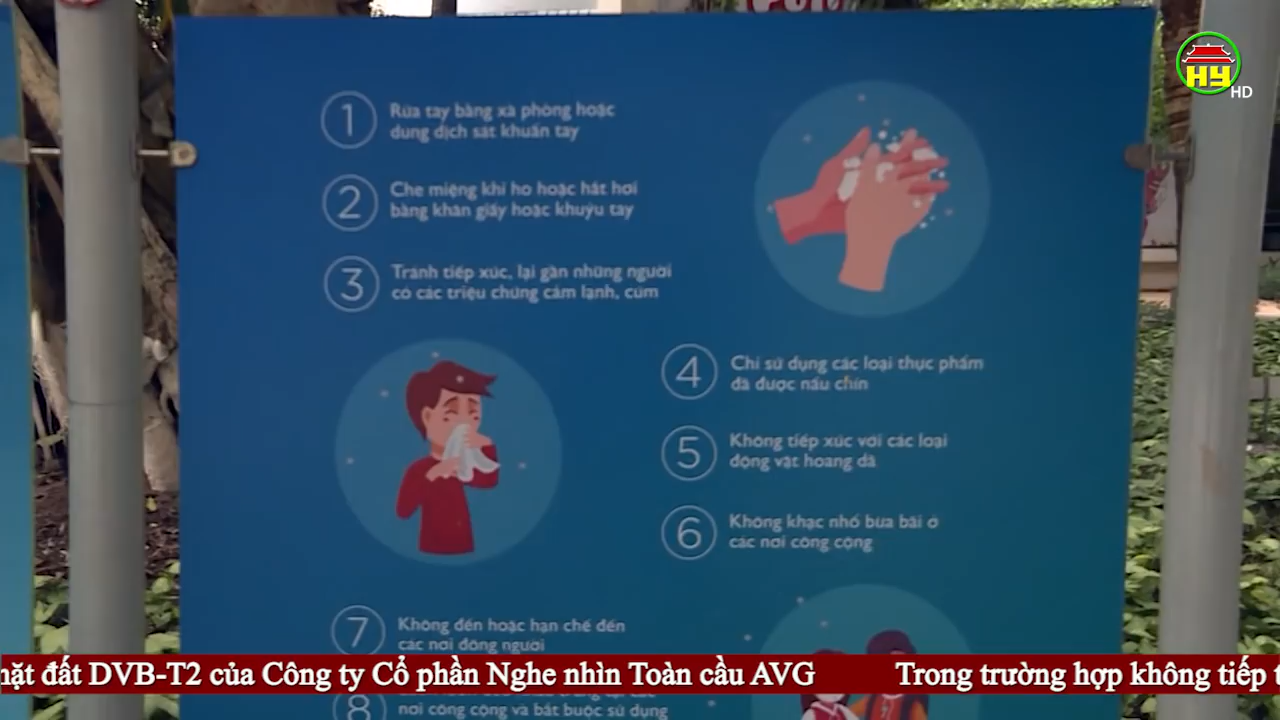 HY
HD
1 Rửa tay bằng xà phòng hoặc
dung dịch sát khuẩn tay
2 Che miệng khi ho hoặc hắt hơi
bằng khăn giấy hoặc khuỷu tay
3 Tránh tiếp xúc, lại gần những người
có các triệu chứng cảm lạnh, cúm
4 Chỉ sử dụng các loại thực phẩm
đã được nấu chín
5 Không tiếp xúc với các loại
động vật hoang dã
6 Không khạc nhổ bừa bãi ở
các nơi công cộng
7 Không đến hoặc hạn chế đến
các nơi đông người
8
nơi công cộng và bắt buộc sử dụng
mặt đất DVB-T2 của Công ty Cổ phần Nghe nhìn Toàn cầu AVG Trong trường hợp không tiếp